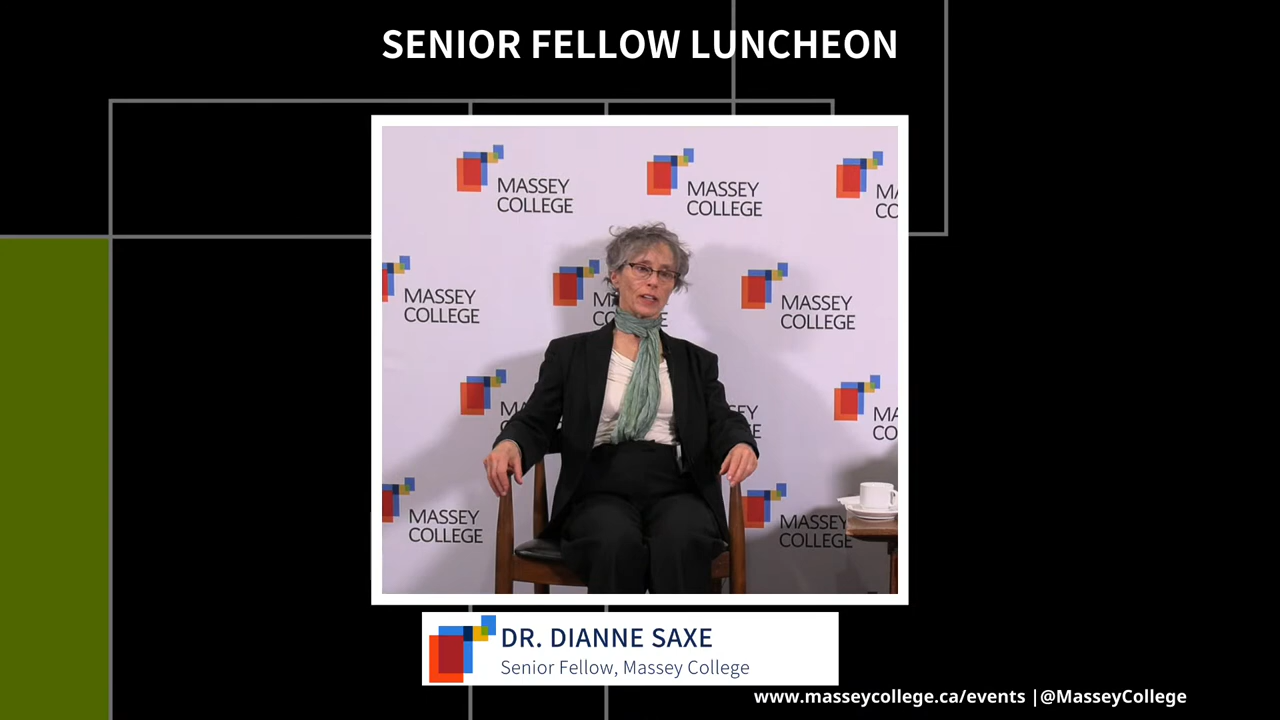 SENIOR FELLOW LUNCHEON
MASSEY
COLLEGE
MASSEY
COLLEGE
MASSEY
COLLEGE
MASSEY
COLLEGE
MASSEY
COLLEGE
MASSEY
COLLEGE
DR. DIANNE SAXE
Senior Fellow, Massey College
www.masseycollege.ca/events |@MasseyCollege